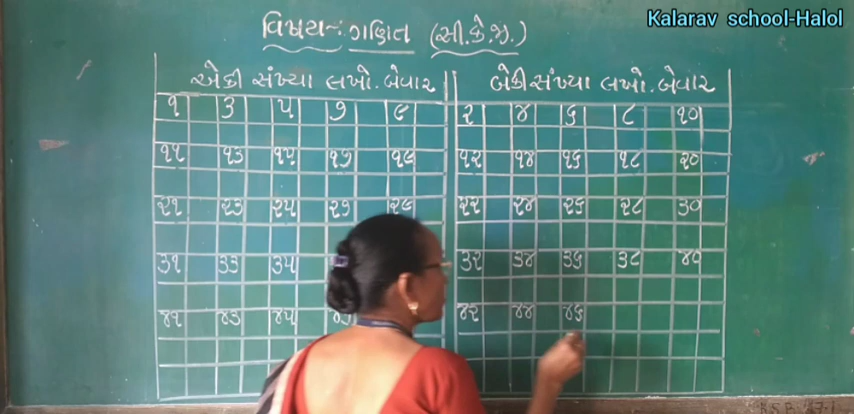 Kalarav school-Halol
વિષય:- ગણિત (સી.કે.જી.)
એકી સંખ્યા લખો. બેવાર
બેકી સંખ્યા લખો. બેવાર
૧ ૩ ૫ ૭ ૯ ૨ ૪ ૬ ૮ ૧૦
૧૧ ૧૩ ૧૫ ૧૭ ૧૯ ૧૨ ૧૪ ૧૬ ૧૮ ૨૦
૨૧ ૨૩ ૨૫ ૨૭ ૨૯ ૨૨ ૨૪ ૨૬ ૨૮ ૩૦
૩૧ ૩૩ ૩૫ ૩૨ ૩૪ ૩૬ ૩૮ ૪૦
૪૧ ૪૩ ૪૫ ૪૭ ૪૨ ૪૪ ૪૬